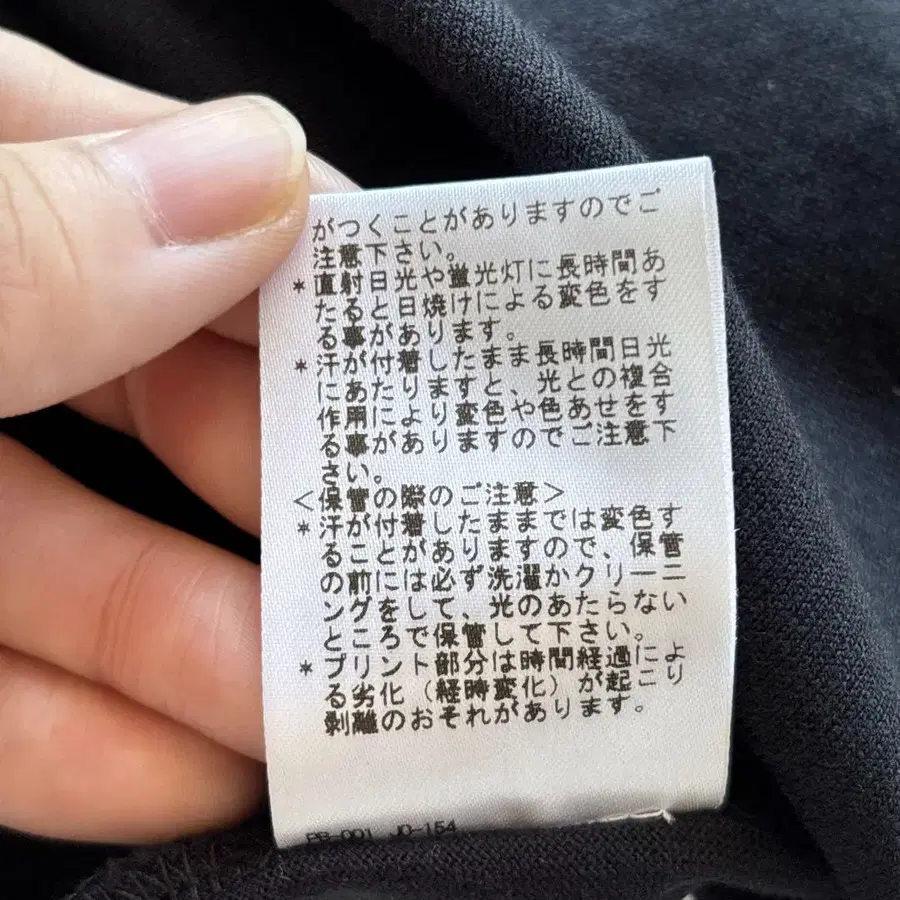 がつくことがありますのでご
注意下さい。
*直射日光や蛍光灯に長時間あ
たると日焼けによる変色をす
る事があります。
*汗が付着したまま長時間日光
にあたりますと、光との複合
作用により変色や色あせをす
る事がありますのでご注意下
さい。
<保管の際のご注意>
*汗が付着したままでは変色す
ることがありますので、保管
の前には必ず洗濯かクリーニ
ングをして、光のあたらない
ところで保管して下さい。
*プリント部分は時間経過によ
る劣化(経時変化)が起こり
剥離のおそれがあります。
-001 JO-154